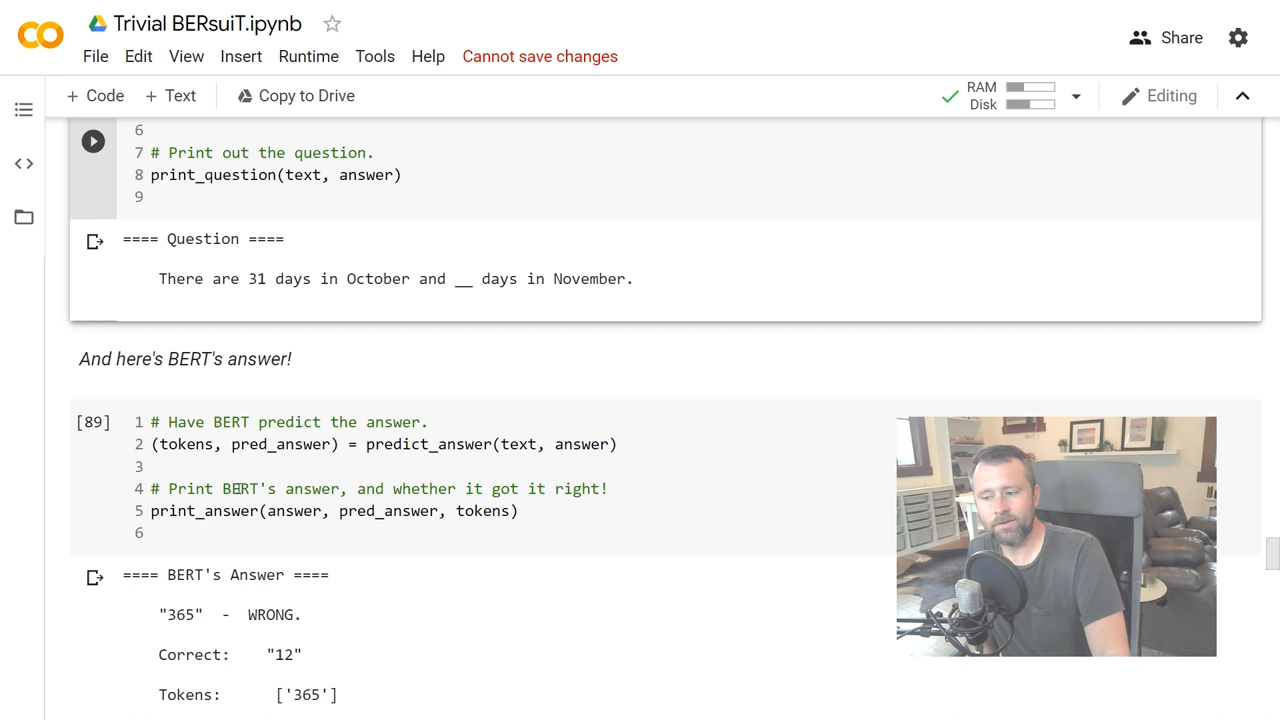 CO
Trivial BERsuiT.ipynb
File Edit View Insert Runtime Tools Help Cannot save changes
Share
+ Code + Text Copy to Drive
RAM
Disk
Editing
6
7 # Print out the question.
8 print_question(text, answer)
9
==== Question ====
There are 31 days in October and __ days in November.
And here's BERT's answer!
[89] 1 # Have BERT predict the answer.
2 (tokens, pred_answer) = predict_answer(text, answer)
3
4 # Print BERT's answer, and whether it got it right!
5 print_answer(answer, pred_answer, tokens)
6
==== BERT's Answer ====
"365" - WRONG.
Correct: "12"
Tokens: ['365']